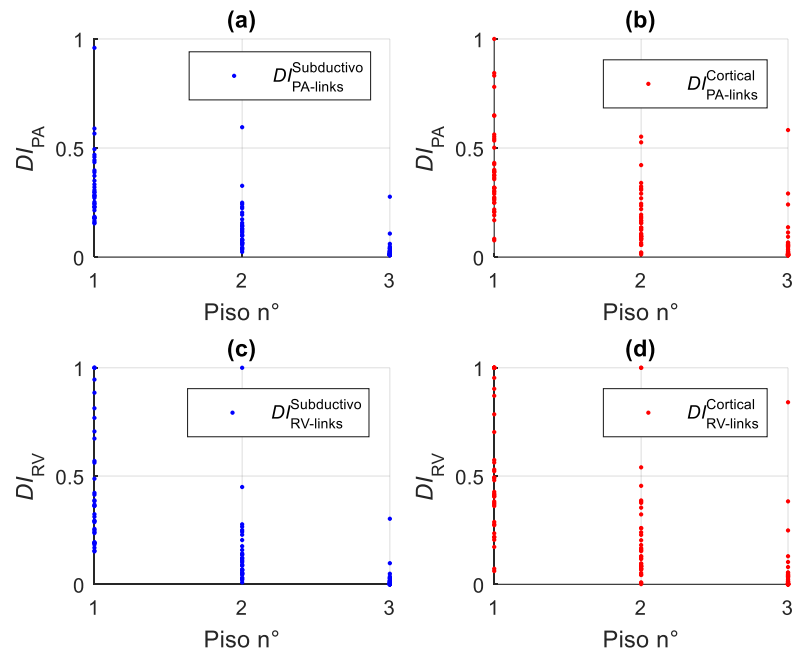 (a)
DI_PA
1
0.5
0
DI^Subductivo_PA-links
1
2
3
Piso n°
(b)
DI_PA
1
0.5
0
DI^Cortical_PA-links
1
2
3
Piso n°
(c)
DI_RV
1
0.5
0
DI^Subductivo_RV-links
1
2
3
Piso n°
(d)
DI_RV
1
0.5
0
DI^Cortical_RV-links
1
2
3
Piso n°